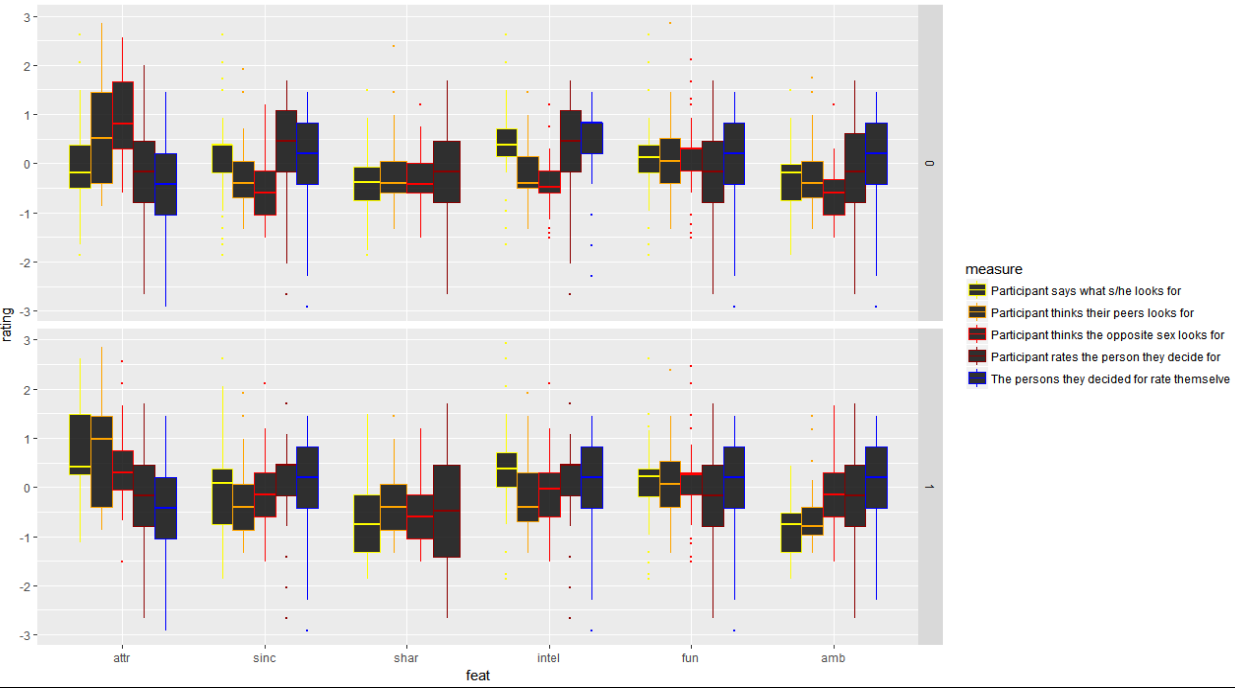 3
2
1
0
-1
-2
-3
0
3
2
1
0
-1
-2
-3
1
rating
attr
sinc
shar
intel
fun
amb
feat
measure
Participant says what s/he looks for
Participant thinks their peers looks for
Participant thinks the opposite sex looks for
Participant rates the person they decide for
The persons they decided for rate themselve